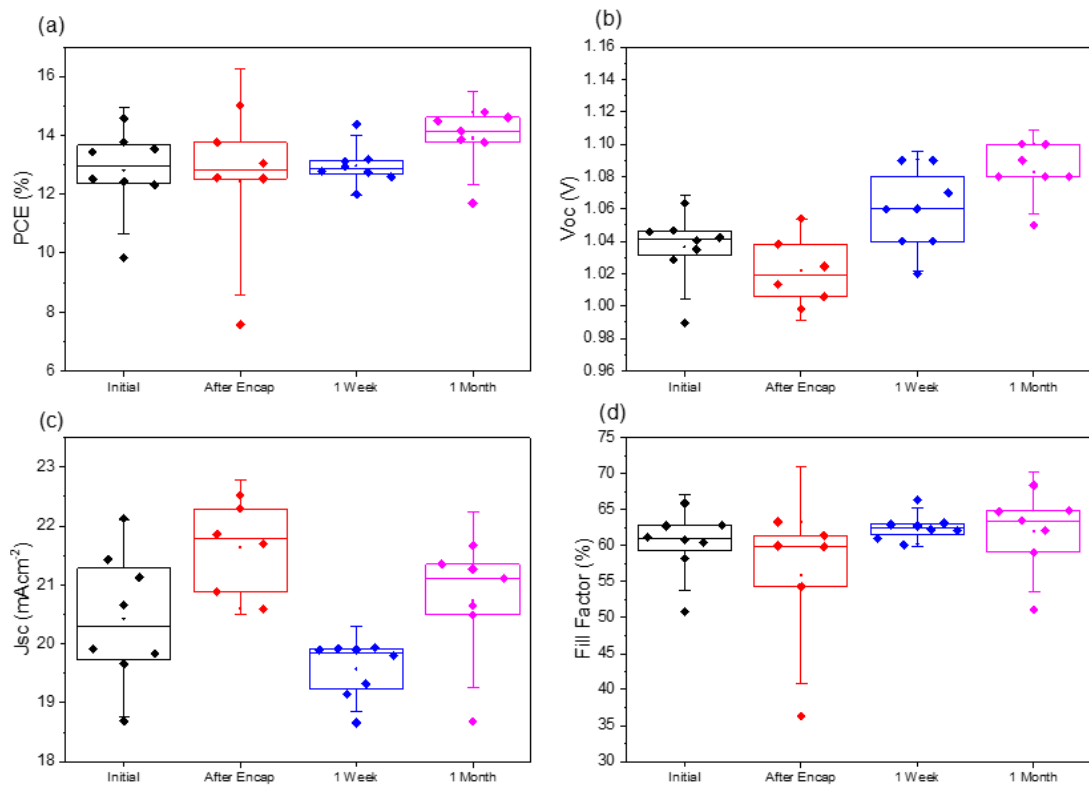 (a)
PCE (%)
16
14
12
10
8
6
Initial
After Encap
1 Week
1 Month
(b)
Voc (V)
1.16
1.14
1.12
1.10
1.08
1.06
1.04
1.02
1.00
0.98
0.96
Initial
After Encap
1 Week
1 Month
(c)
Jsc (mAcm⁻²)
23
22
21
20
19
18
Initial
After Encap
1 Week
1 Month
(d)
Fill Factor (%)
75
70
65
60
55
50
45
40
35
30
Initial
After Encap
1 Week
1 Month